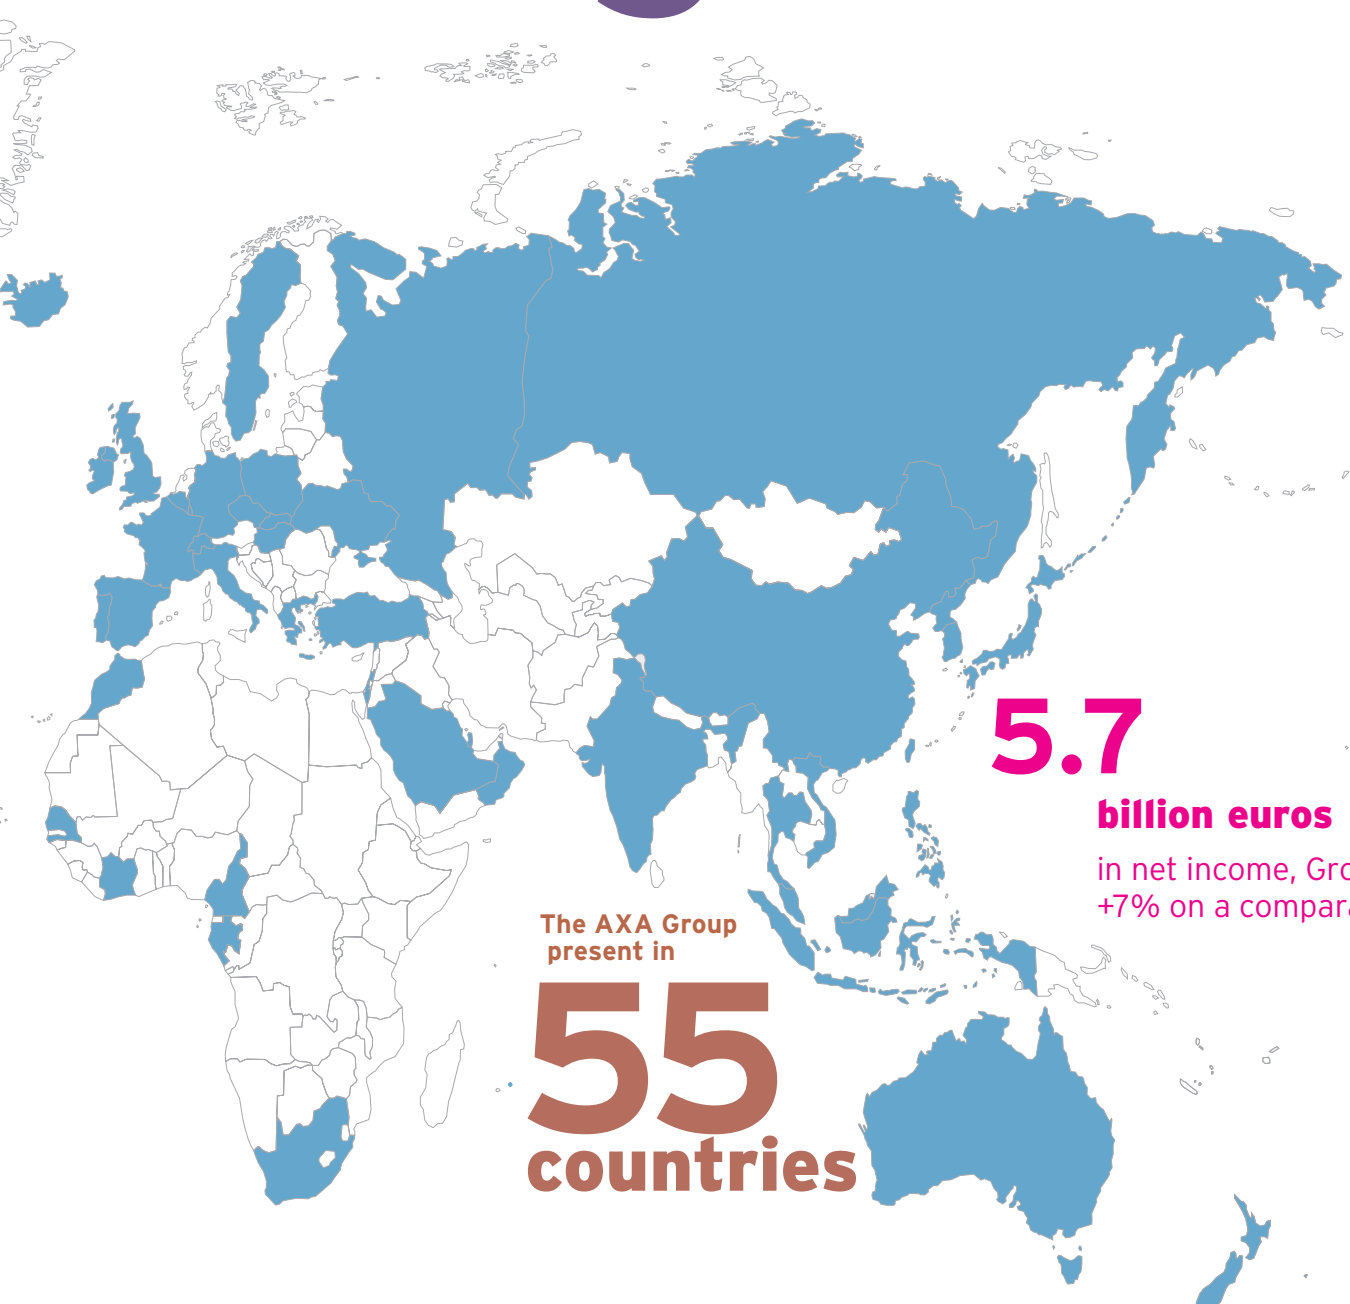 5.7
billion euros
in net income, Gro
+7% on a compara
The AXA Group
present in
55
countries